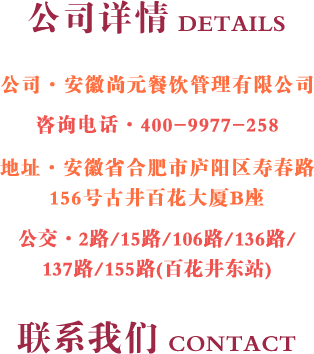 公司详情 DETAILS
公司·安徽尚元餐饮管理有限公司
咨询电话·400-9977-258
地址·安徽省合肥市庐阳区寿春路
156号古井百花大厦B座
公交·2路/15路/106路/136路/
137路/155路(百花井东站)
联系我们 CONTACT